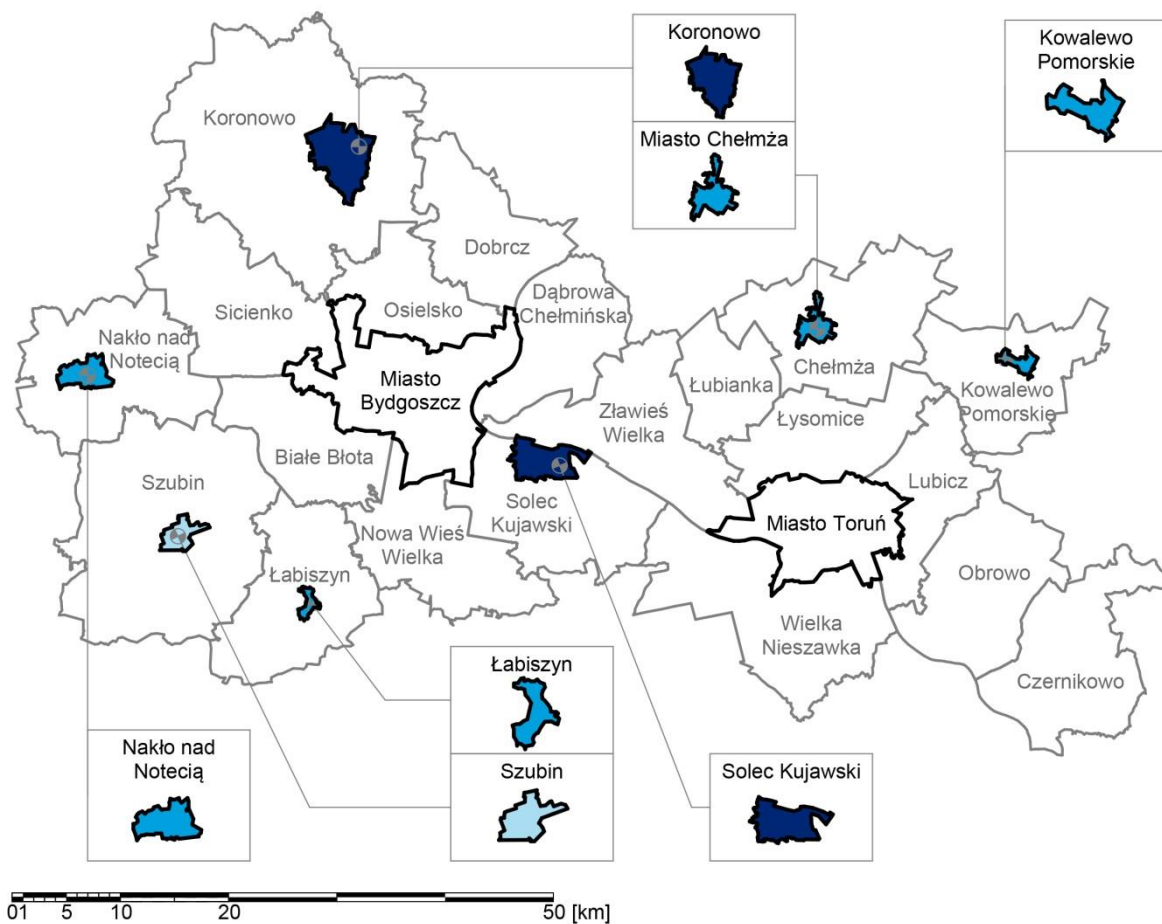 Koronowo
Kowalewo
Pomorskie
Miasto Chełmża
Koronowo
Dobrcz
Dąbrowa
Chełmińska
Osielsko
Sicienko
Nakło nad
Notecią
Miasto
Bydgoszcz
Łubianka
Chełmża
Kowalewo
Pomorskie
Zławieś
Wielka
Łysomice
Białe Błota
Szubin
Solec
Kujawski
Lubicz
Miasto Toruń
Nowa Wieś
Wielka
Łabiszyn
Obrowo
Wielka
Nieszawka
Czernikowo
Łabiszyn
Nakło nad
Notecią
Szubin
Solec Kujawski
01 5 10 20 50 [km]